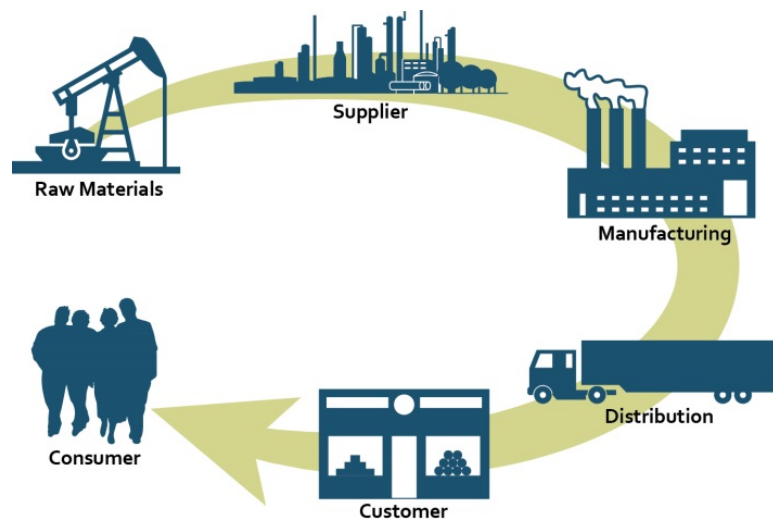 Raw Materials
Supplier
Manufacturing
Distribution
Customer
Consumer